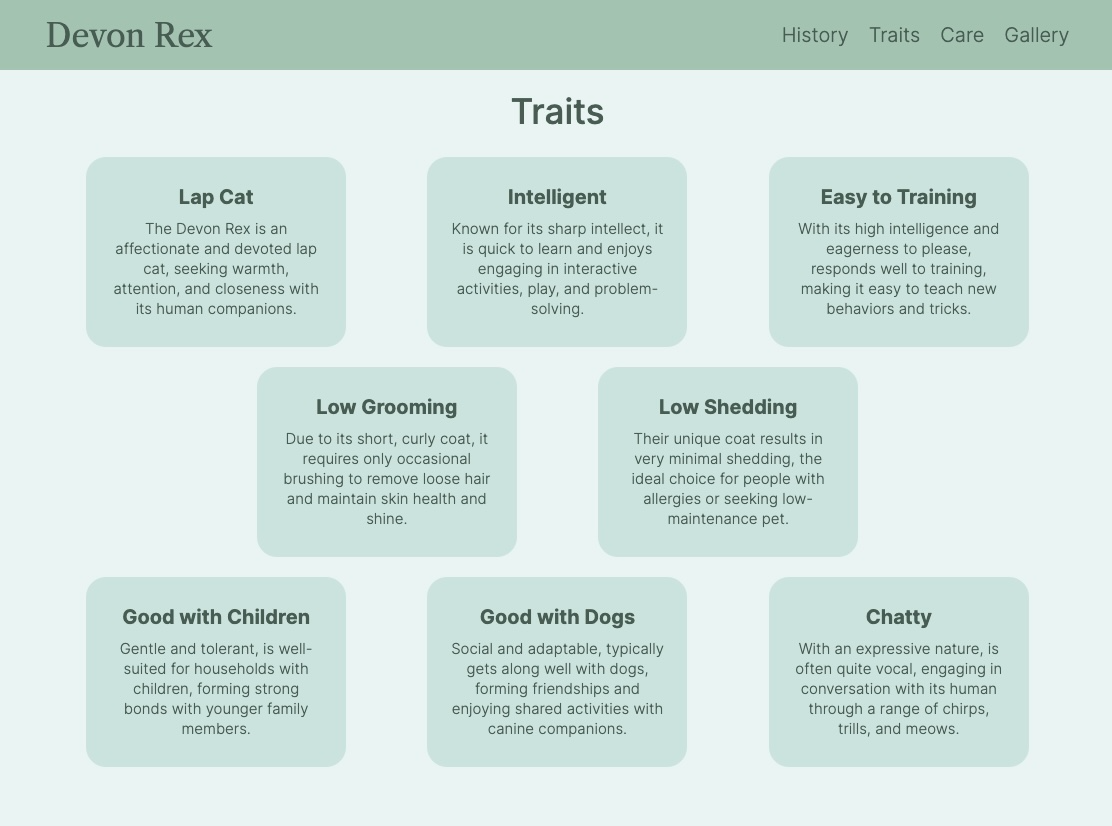 Devon Rex
History Traits Care Gallery
Traits
Lap Cat
The Devon Rex is an
affectionate and devoted lap
cat, seeking warmth,
attention, and closeness with
its human companions.
Intelligent
Known for its sharp intellect, it
is quick to learn and enjoys
engaging in interactive
activities, play, and problem-
solving.
Easy to Training
With its high intelligence and
eagerness to please,
responds well to training,
making it easy to teach new
behaviors and tricks.
Low Grooming
Due to its short, curly coat, it
requires only occasional
brushing to remove loose hair
and maintain skin health and
shine.
Low Shedding
Their unique coat results in
very minimal shedding, the
ideal choice for people with
allergies or seeking low-
maintenance pet.
Good with Children
Gentle and tolerant, is well-
suited for households with
children, forming strong
bonds with younger family
members.
Good with Dogs
Social and adaptable, typically
gets along well with dogs,
forming friendships and
enjoying shared activities with
canine companions.
Chatty
With an expressive nature, is
often quite vocal, engaging in
conversation with its human
through a range of chirps,
trills, and meows.